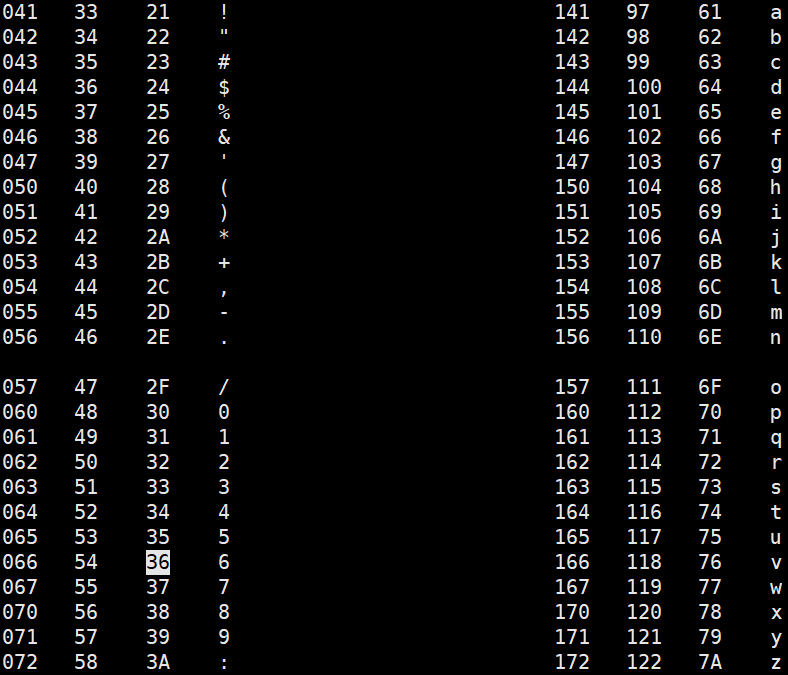 041 33 21 ! 141 97 61 a
042 34 22 " 142 98 62 b
043 35 23 # 143 99 63 c
044 36 24 $ 144 100 64 d
045 37 25 % 145 101 65 e
046 38 26 & 146 102 66 f
047 39 27 ' 147 103 67 g
050 40 28 ( 150 104 68 h
051 41 29 ) 151 105 69 i
052 42 2A * 152 106 6A j
053 43 2B + 153 107 6B k
054 44 2C , 154 108 6C l
055 45 2D - 155 109 6D m
056 46 2E . 156 110 6E n
057 47 2F / 157 111 6F o
060 48 30 0 160 112 70 p
061 49 31 1 161 113 71 q
062 50 32 2 162 114 72 r
063 51 33 3 163 115 73 s
064 52 34 4 164 116 74 t
065 53 35 5 165 117 75 u
066 54 36 6 166 118 76 v
067 55 37 7 167 119 77 w
070 56 38 8 170 120 78 x
071 57 39 9 171 121 79 y
072 58 3A : 172 122 7A z